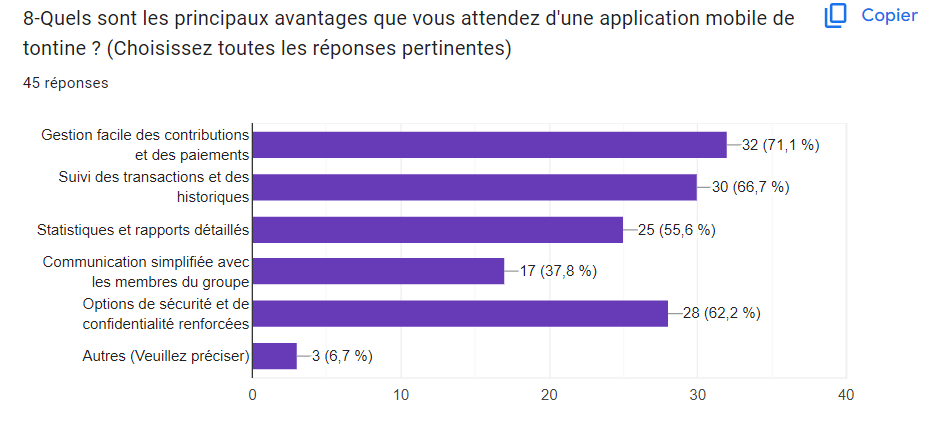 8-Quels sont les principaux avantages que vous attendez d'une application mobile de
tontine ? (Choisissez toutes les réponses pertinentes)
Copier
45 réponses
Gestion facile des contributions
et des paiements
32 (71,1 %)
Suivi des transactions et des
historiques
30 (66,7 %)
Statistiques et rapports détaillés
25 (55,6 %)
Communication simplifiée avec
les membres du groupe
17 (37,8 %)
Options de sécurité et de
confidentialité renforcées
28 (62,2 %)
Autres (Veuillez préciser)
3 (6,7 %)
0 10 20 30 40